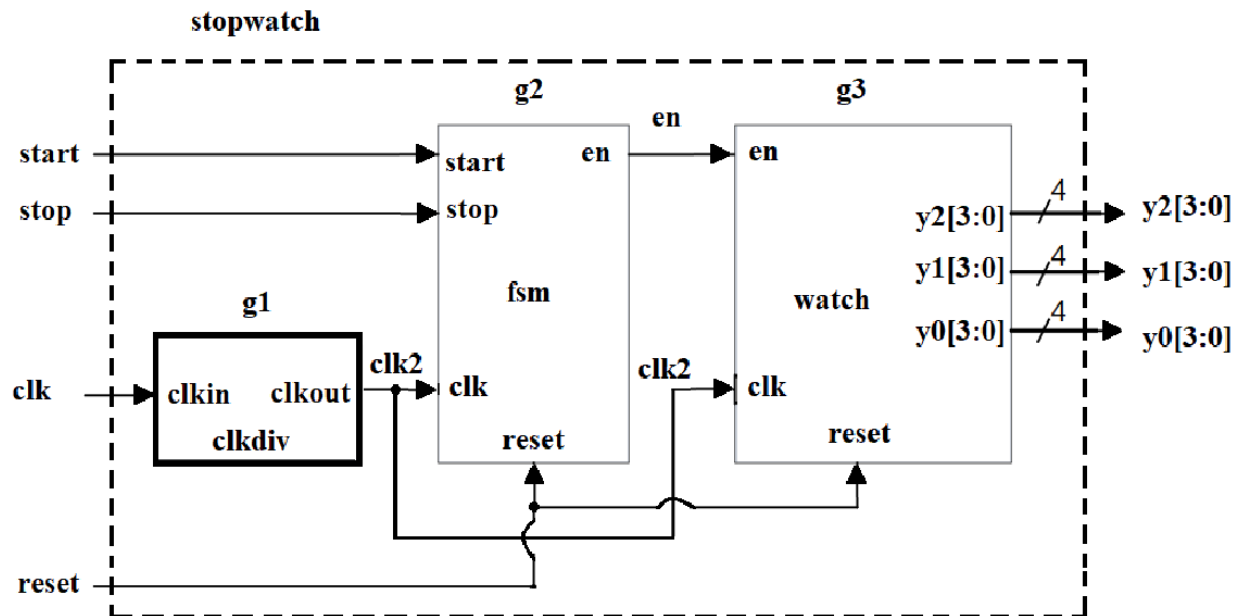 stopwatch
g2
g3
en
start
start
en
en
stop
stop
y2[3:0]
4
y2[3:0]
y1[3:0]
4
y1[3:0]
g1
fsm
watch
y0[3:0]
4
y0[3:0]
clk
clkin
clkout
clkdiv
clk2
clk
clk2
clk
reset
reset
reset